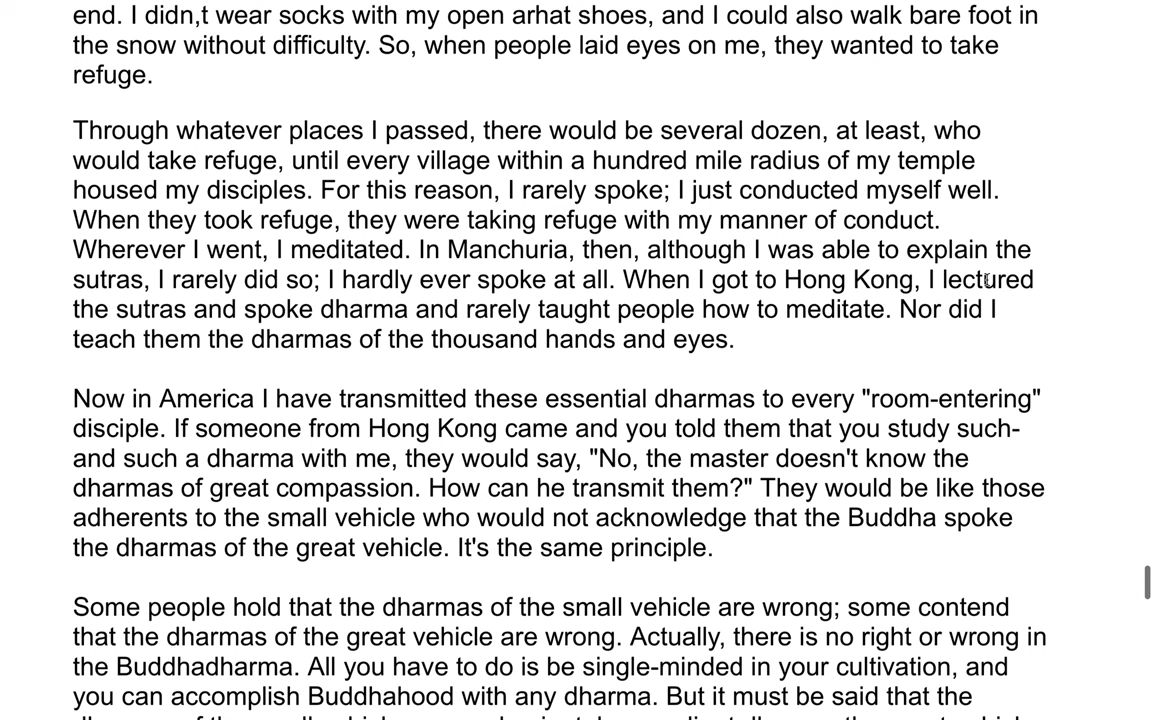 end. I didn,t wear socks with my open arhat shoes, and I could also walk bare foot in
the snow without difficulty. So, when people laid eyes on me, they wanted to take
refuge.
Through whatever places I passed, there would be several dozen, at least, who
would take refuge, until every village within a hundred mile radius of my temple
housed my disciples. For this reason, I rarely spoke; I just conducted myself well.
When they took refuge, they were taking refuge with my manner of conduct.
Wherever I went, I meditated. In Manchuria, then, although I was able to explain the
sutras, I rarely did so; I hardly ever spoke at all. When I got to Hong Kong, I lectured
the sutras and spoke dharma and rarely taught people how to meditate. Nor did I
teach them the dharmas of the thousand hands and eyes.
Now in America I have transmitted these essential dharmas to every "room-entering"
disciple. If someone from Hong Kong came and you told them that you study such-
and such a dharma with me, they would say, "No, the master doesn't know the
dharmas of great compassion. How can he transmit them?" They would be like those
adherents to the small vehicle who would not acknowledge that the Buddha spoke
the dharmas of the great vehicle. It's the same principle.
Some people hold that the dharmas of the small vehicle are wrong; some contend
that the dharmas of the great vehicle are wrong. Actually, there is no right or wrong in
the Buddhadharma. All you have to do is be single-minded in your cultivation, and
you can accomplish Buddhahood with any dharma. But it must be said that the